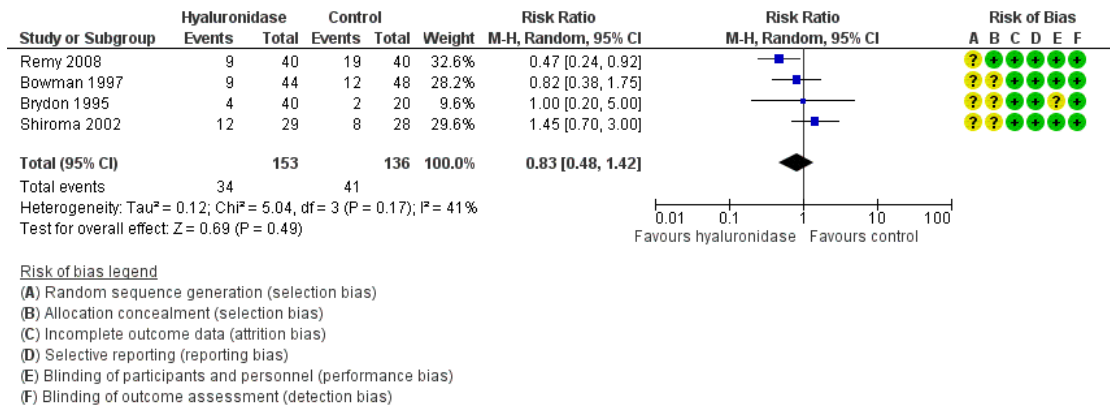 Hyaluronidase Control Risk Ratio Risk Ratio Risk of Bias
Study or Subgroup Events Total Events Total Weight M-H, Random, 95% CI M-H, Random, 95% CI A B C D E F
Remy 2008 9 40 19 40 32.6% 0.47 [0.24, 0.92] ? + + + + +
Bowman 1997 9 44 12 48 28.2% 0.82 [0.38, 1.75] ? ? + + + +
Brydon 1995 4 40 2 20 9.6% 1.00 [0.20, 5.00] ? ? + + ? +
Shiroma 2002 12 29 8 28 29.6% 1.45 [0.70, 3.00] ? ? + + + +
Total (95% CI) 153 136 100.0% 0.83 [0.48, 1.42]
Total events 34 41
Heterogeneity: Tau² = 0.12; Chi² = 5.04, df = 3 (P = 0.17); I² = 41%
Test for overall effect: Z = 0.69 (P = 0.49)
0.01 0.1 1 10 100
Favours hyaluronidase Favours control
Risk of bias legend
(A) Random sequence generation (selection bias)
(B) Allocation concealment (selection bias)
(C) Incomplete outcome data (attrition bias)
(D) Selective reporting (reporting bias)
(E) Blinding of participants and personnel (performance bias)
(F) Blinding of outcome assessment (detection bias)